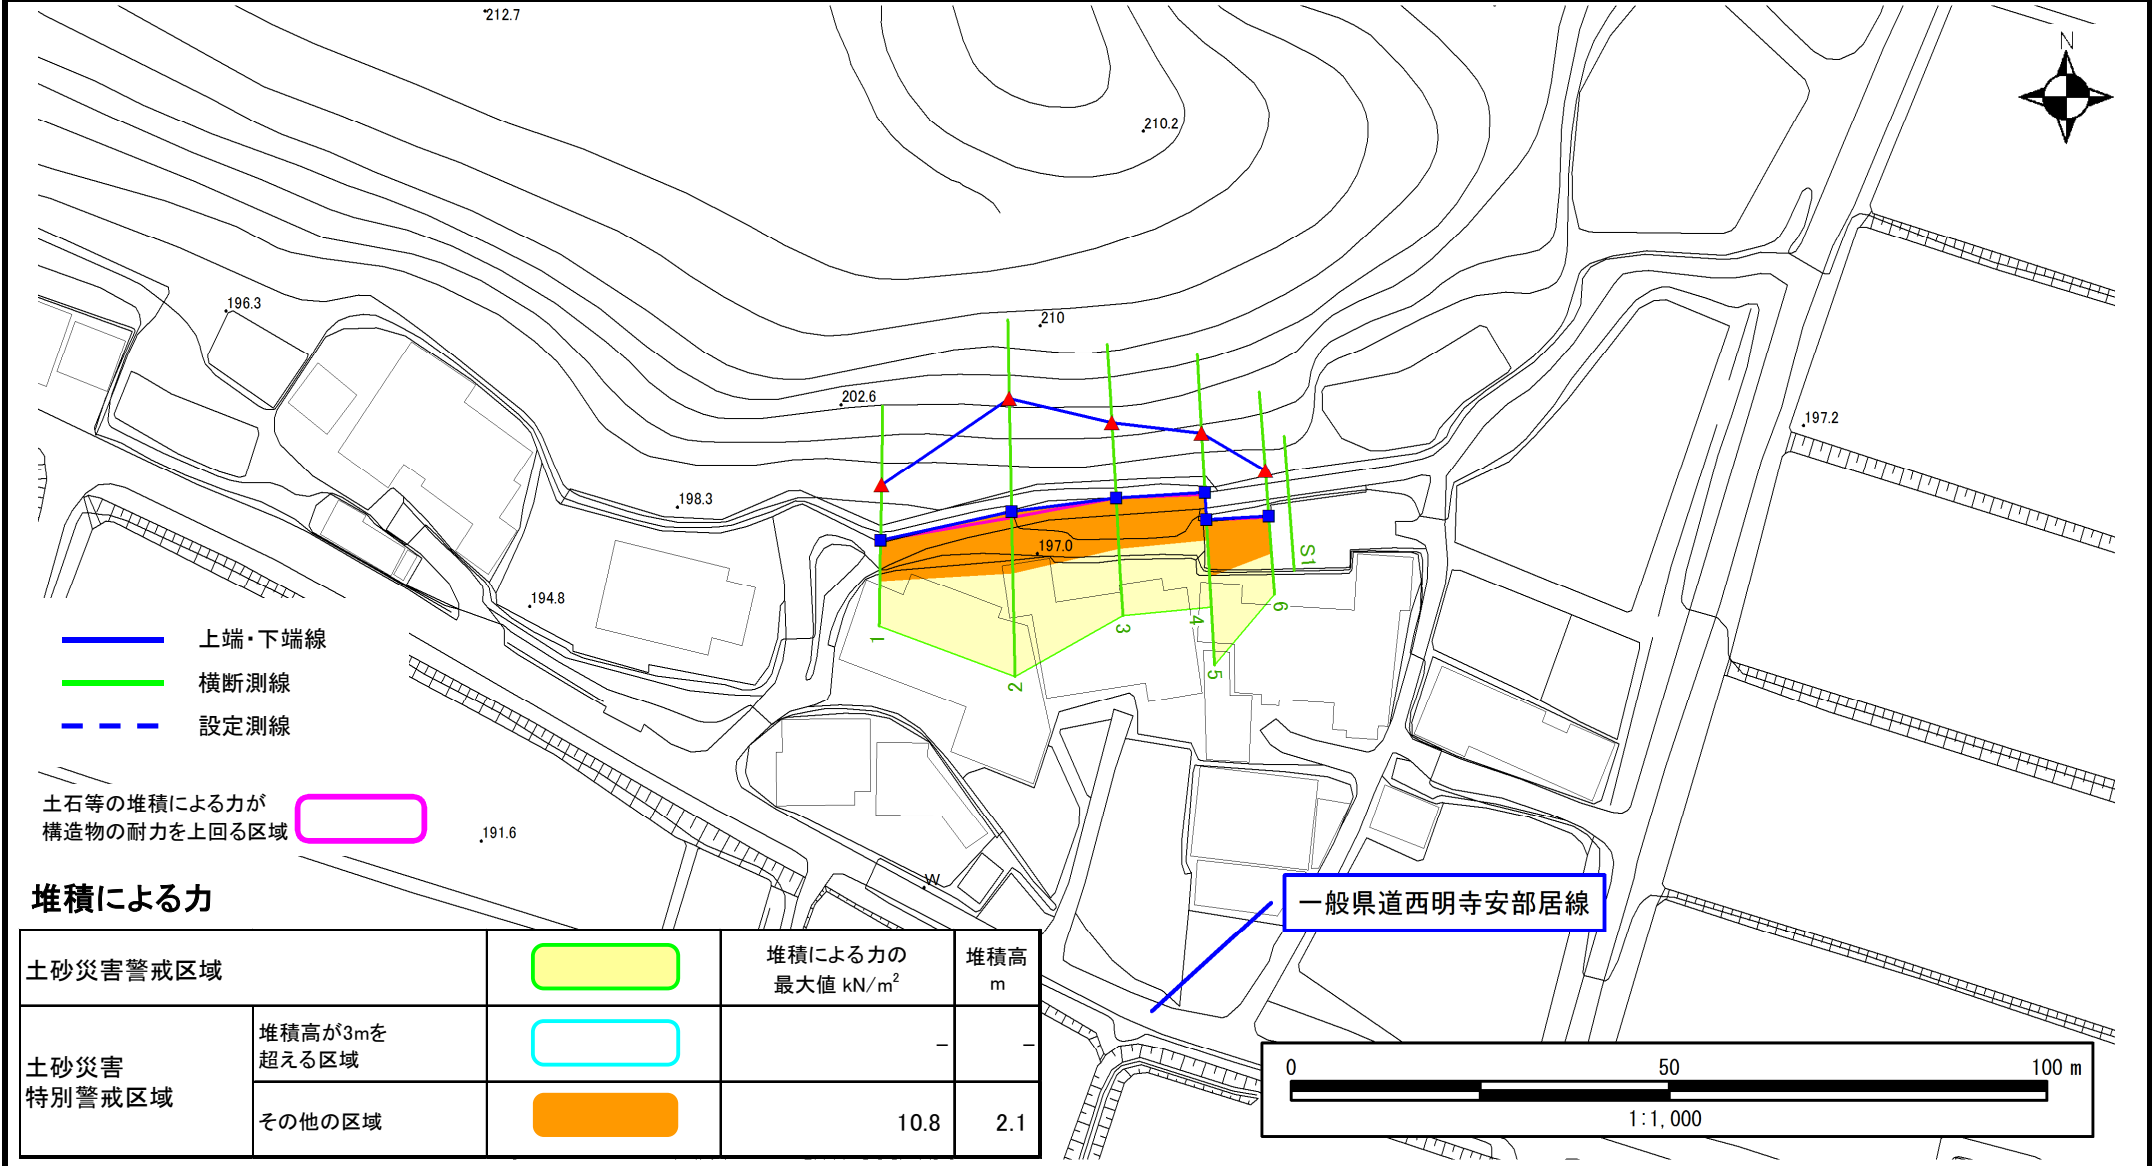 212.7
N
210.2
196.3
210
202.6
197.2
198.3
197.0
S1
194.8
6
1
3
4
2
5
上端・下端線
横断測線
設定測線
土石等の堆積による力が
構造物の耐力を上回る区域
191.6
W
堆積による力
一般県道西明寺安部居線
土砂災害警戒区域
堆積による力の
最大値 kN/m²
堆積高
m
土砂災害
特別警戒区域
堆積高が3mを
超える区域
－
－
その他の区域
10.8
2.1
0
50
100 m
1:1,000